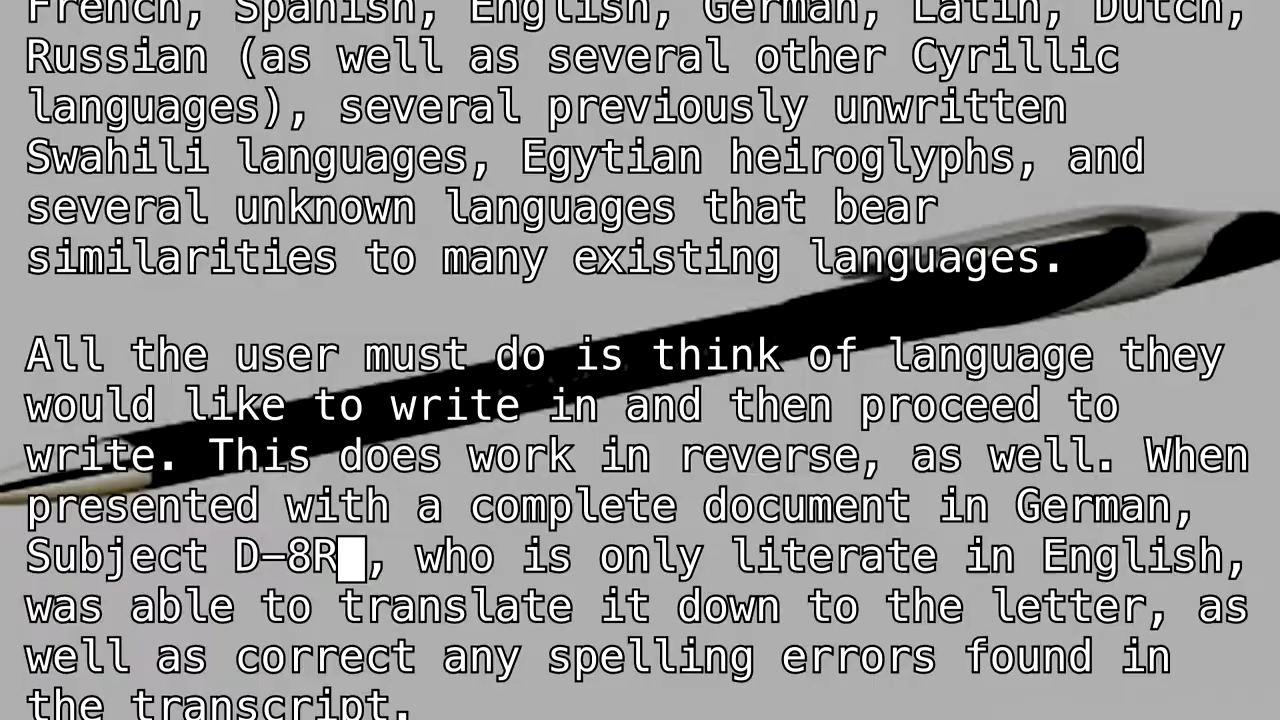 French, Spanish, English, German, Latin, Dutch,
Russian (as well as several other Cyrillic
languages), several previously unwritten
Swahili languages, Egytian heiroglyphs, and
several unknown languages that bear
similarities to many existing languages.
All the user must do is think of language they
would like to write in and then proceed to
write. This does work in reverse, as well. When
presented with a complete document in German,
Subject D–8R█, who is only literate in English,
was able to translate it down to the letter, as
well as correct any spelling errors found in
the transcript.